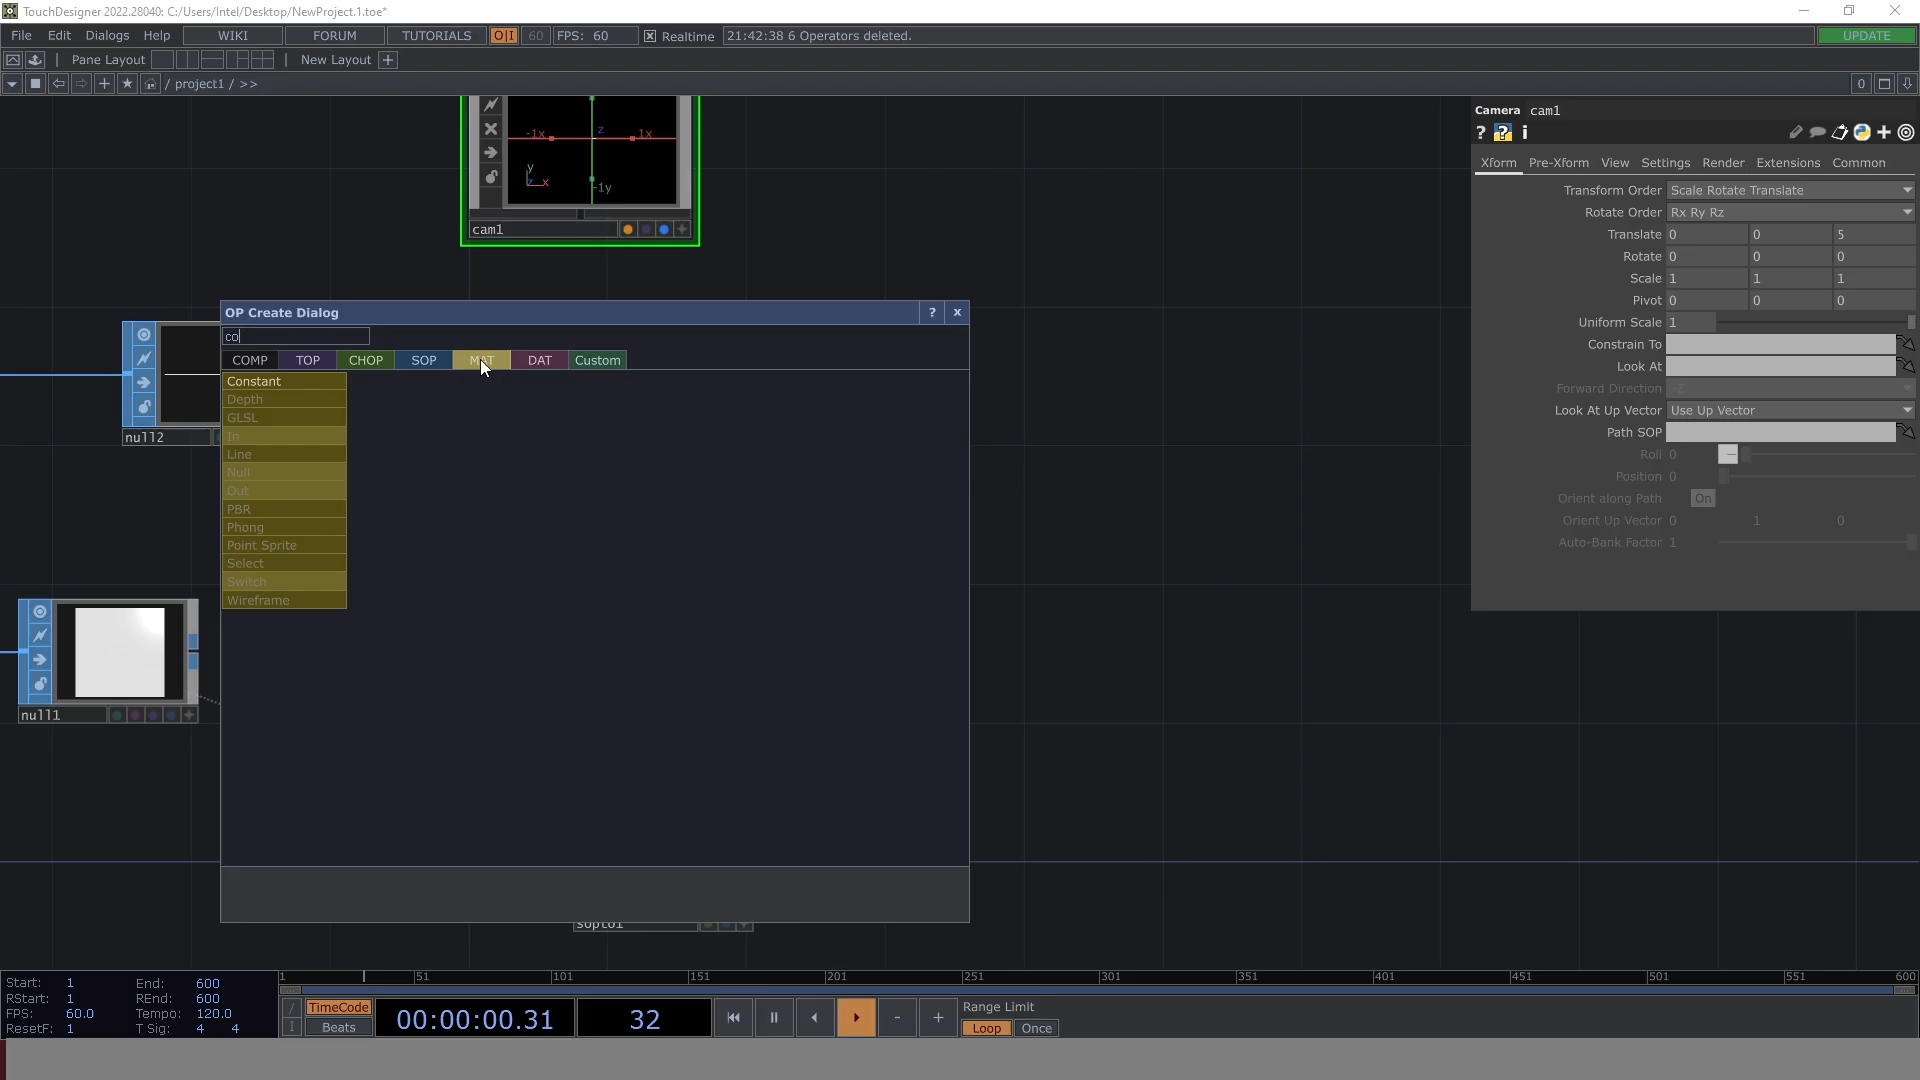 TouchDesigner 2022.28040: C:/Users/Intel/Desktop/NewProject.1.toe*
File Edit Dialogs Help WIKI FORUM TUTORIALS O|I 60 FPS: 60 Realtime 21:42:38 6 Operators deleted. UPDATE
Pane Layout New Layout +
/ project1 / >> 0
Camera cam1
? ? i
Xform Pre-Xform View Settings Render Extensions Common
Transform Order Scale Rotate Translate
Rotate Order Rx Ry Rz
Translate 0 0 5
Rotate 0 0 0
Scale 1 1 1
Pivot 0 0 0
Uniform Scale 1
Constrain To
Look At
Forward Direction -Z
Look At Up Vector Use Up Vector
Path SOP
Roll 0
Position 0
Orient along Path On
Orient Up Vector 0 1 0
Auto-Bank Factor 1
-1x z 1x
y
x -1y
cam1
OP Create Dialog ? x
co
COMP TOP CHOP SOP MAT DAT Custom
Constant
Depth
GLSL
In
Line
Null
Out
PBR
Phong
Point Sprite
Select
Switch
Wireframe
null2
null1
sopto1
1 51 101 151 201 251 301 351 401 451 501 551 600
Start: 1 End: 600
RStart: 1 REnd: 600
FPS: 60.0 Tempo: 120.0
ResetF: 1 T Sig: 4 4
TimeCode
Beats
00:00:00.31 32
- +
Range Limit
Loop Once